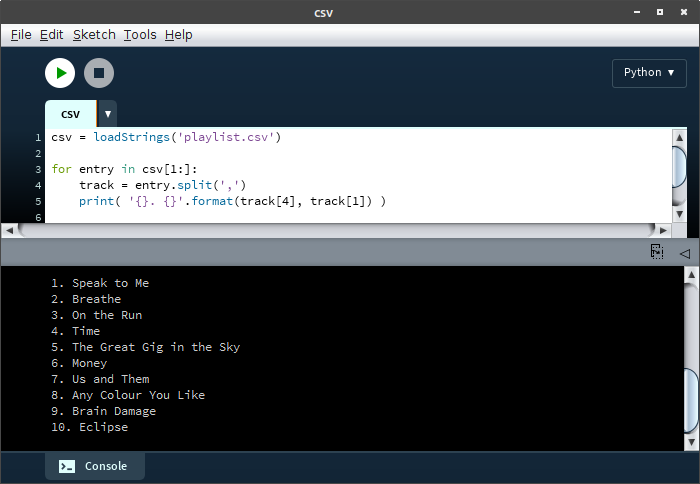 CSV
File Edit Sketch Tools Help
Python ▼
CSV ▼
1 csv = loadStrings('playlist.csv')
2
3 for entry in csv[1:]:
4     track = entry.split(',')
5     print( '{}. {}'.format(track[4], track[1]) )
6
1. Speak to Me
2. Breathe
3. On the Run
4. Time
5. The Great Gig in the Sky
6. Money
7. Us and Them
8. Any Colour You Like
9. Brain Damage
10. Eclipse
Console